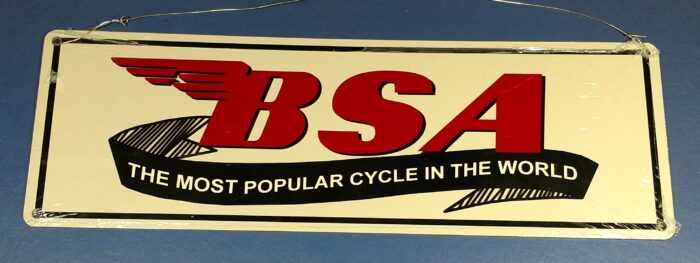 BSA
THE MOST POPULAR CYCLE IN THE WORLD